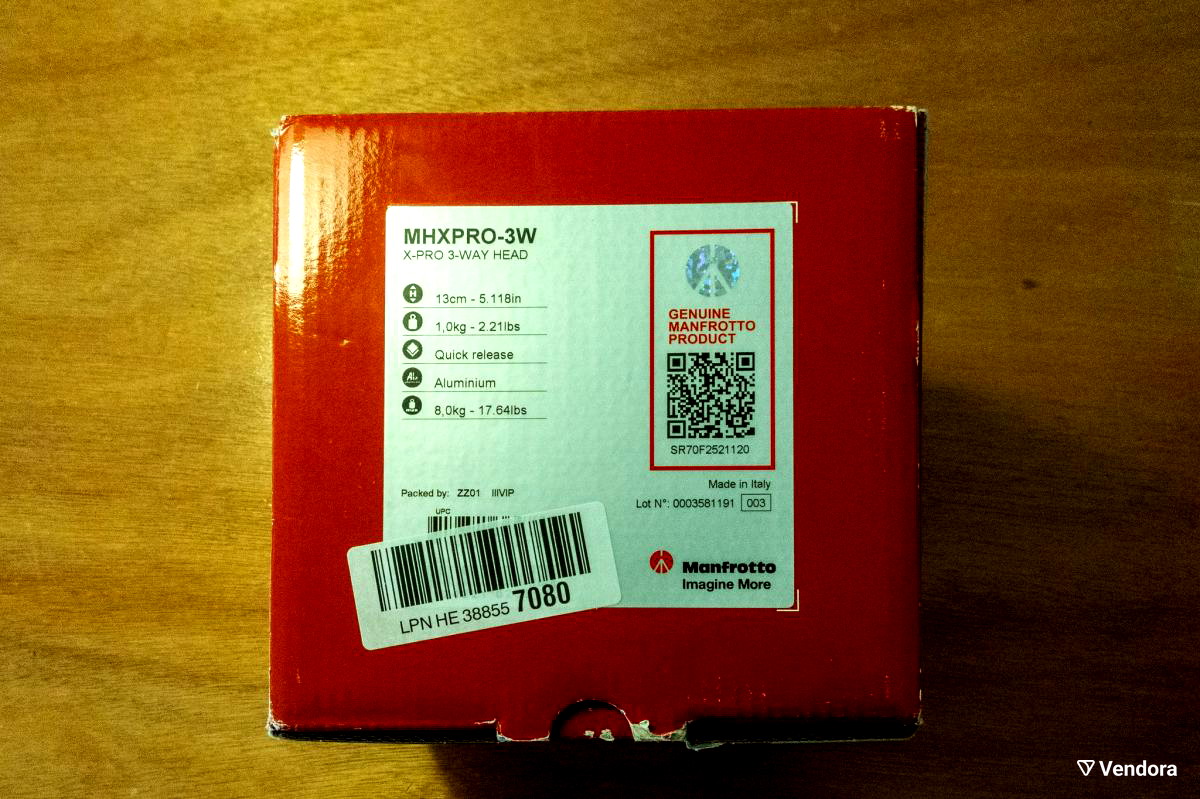 MHXPRO-3W
X-PRO 3-WAY HEAD
13cm - 5.118in
1,0kg - 2.21lbs
Quick release
Aluminium
8,0kg - 17.64lbs
GENUINE
MANFROTTO
PRODUCT
SR70F2521120
Made in Italy
Lot N°: 0003581191 003
Packed by: ZZ01 IIIVIP
UPC
LPN HE 38855 7080
Manfrotto
Imagine More
Vendora